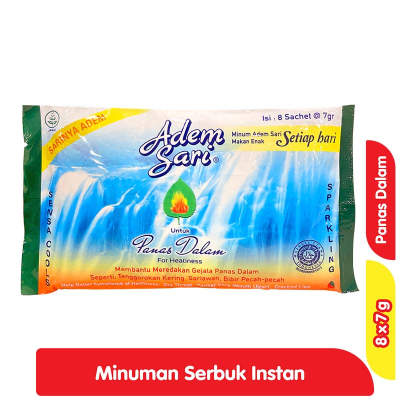 Isi : 8 Sachet @ 7gr
SARINYA ADEM
Adem
Sari®
Minum Adem Sari
Makan Enak
Setiap hari
SENSA COOLS
SPARKLING
Untuk
Panas Dalam
For Heatiness
Membantu Meredakan Gejala Panas Dalam
Seperti: Tenggorokan Kering, Sariawan, Bibir Pecah-pecah
Panas Dalam
8x7g
Minuman Serbuk Instan